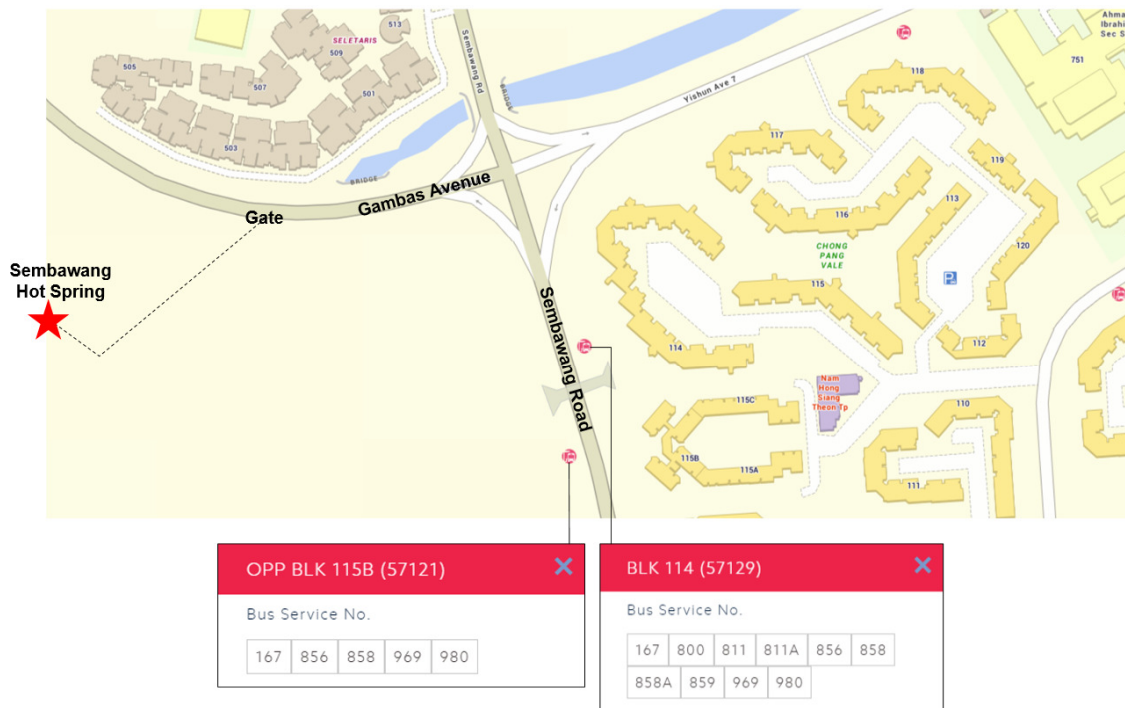 513
SELETARIS
509
505
507
501
503
Sembawang Rd
BRIDGE
Yishun Ave 7
Ahma
Ibrahi
Sec S
751
118
117
119
116
113
120
CHONG
PANG
VALE
BRIDGE
Gate
Gambas Avenue
Sembawang
Hot Spring
Sembawang Road
115
114
112
Nam
Hong
Siang
Theon Tp
115C
110
115B
115A
111
OPP BLK 115B (57121)
Bus Service No.
167 856 858 969 980
BLK 114 (57129)
Bus Service No.
167 800 811 811A 856 858
858A 859 969 980